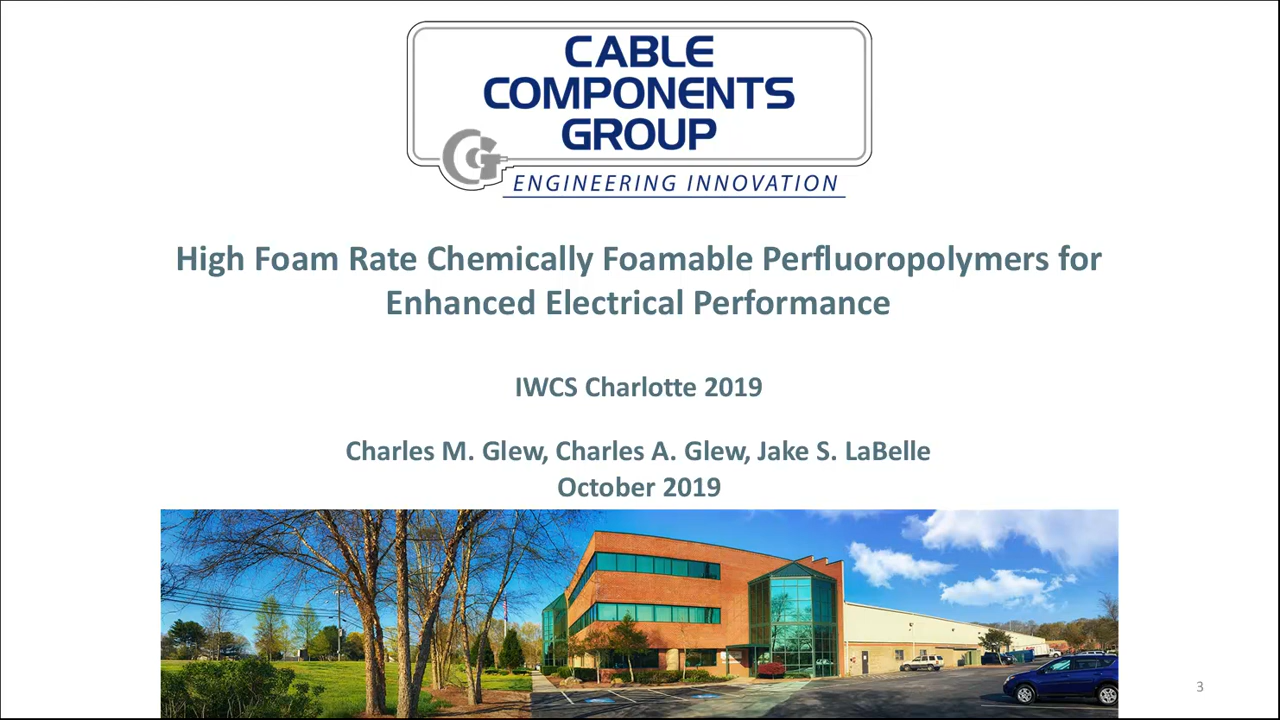 CABLE
COMPONENTS
GROUP
CCG
ENGINEERING INNOVATION
High Foam Rate Chemically Foamable Perfluoropolymers for
Enhanced Electrical Performance
IWCS Charlotte 2019
Charles M. Glew, Charles A. Glew, Jake S. LaBelle
October 2019
3